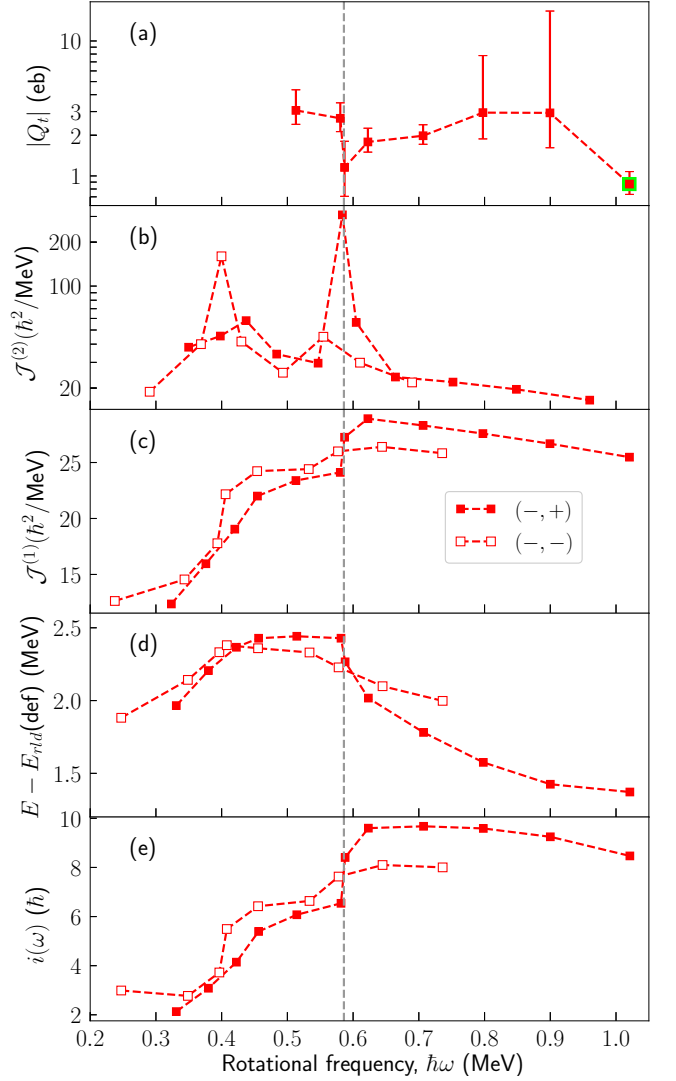 (a)
|Q_t| (eb)
10
3
2
1
(b)
𝒥^(2)(ħ²/MeV)
200
100
20
(c)
𝒥^(1)(ħ²/MeV)
25
20
15
(−,+)
(−,−)
(d)
E − E_rld(def) (MeV)
2.5
2.0
1.5
(e)
i(ω) (ħ)
10
8
6
4
2
0.2 0.3 0.4 0.5 0.6 0.7 0.8 0.9 1.0
Rotational frequency, ħω (MeV)